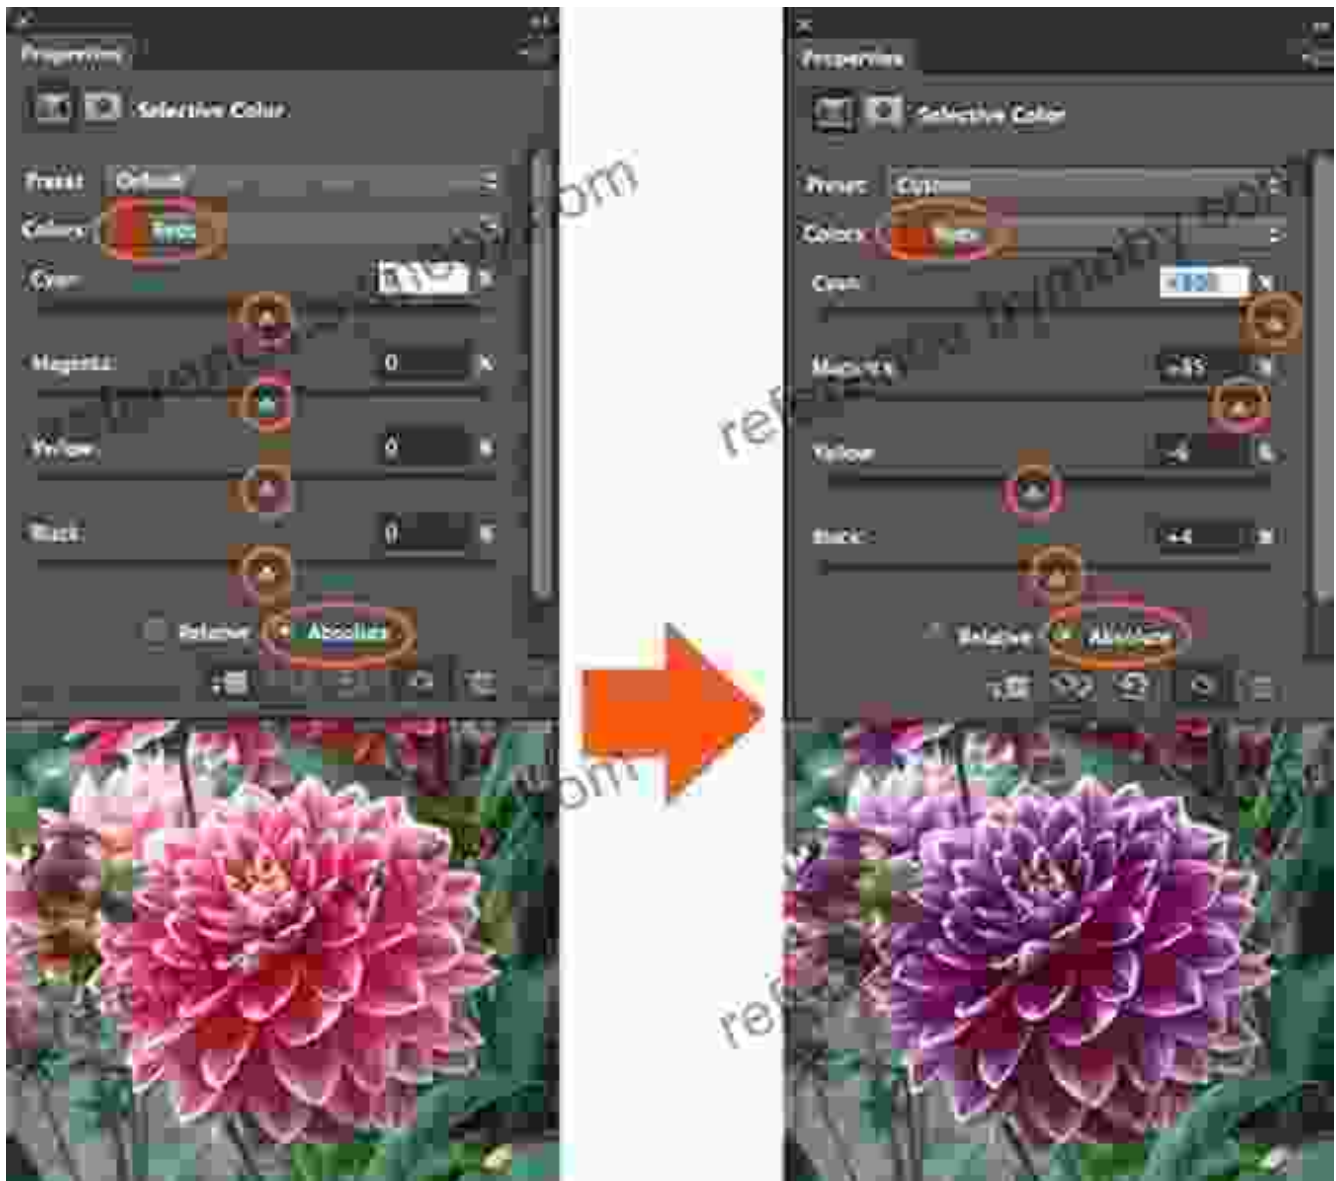 Properties
Selective Color
Preset: Default
Colors: Reds
Cyan: %
Magenta: 0 %
Yellow: 0 %
Black: 0 %
Relative Absolute
Properties
Selective Color
Preset: Custom
Colors: Reds
Cyan: %
Magenta: %
Yellow: %
Black: +4 %
Relative Absolute